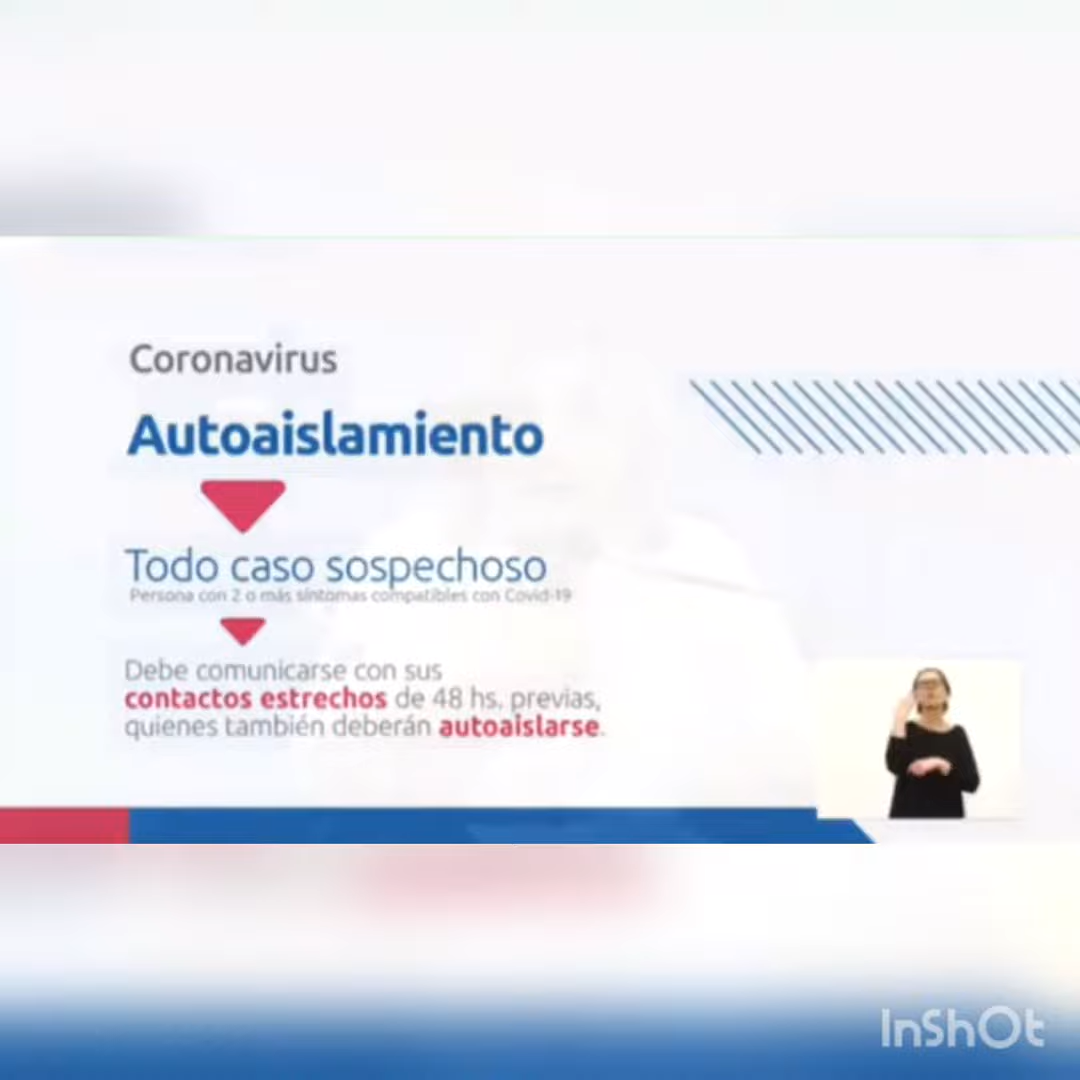 Coronavirus
Autoaislamiento
Todo caso sospechoso
Persona con 2 o más síntomas compatibles con Covid-19
Debe comunicarse con sus
contactos estrechos de 48 hs. previas,
quienes también deberán autoaislarse.
InShOt